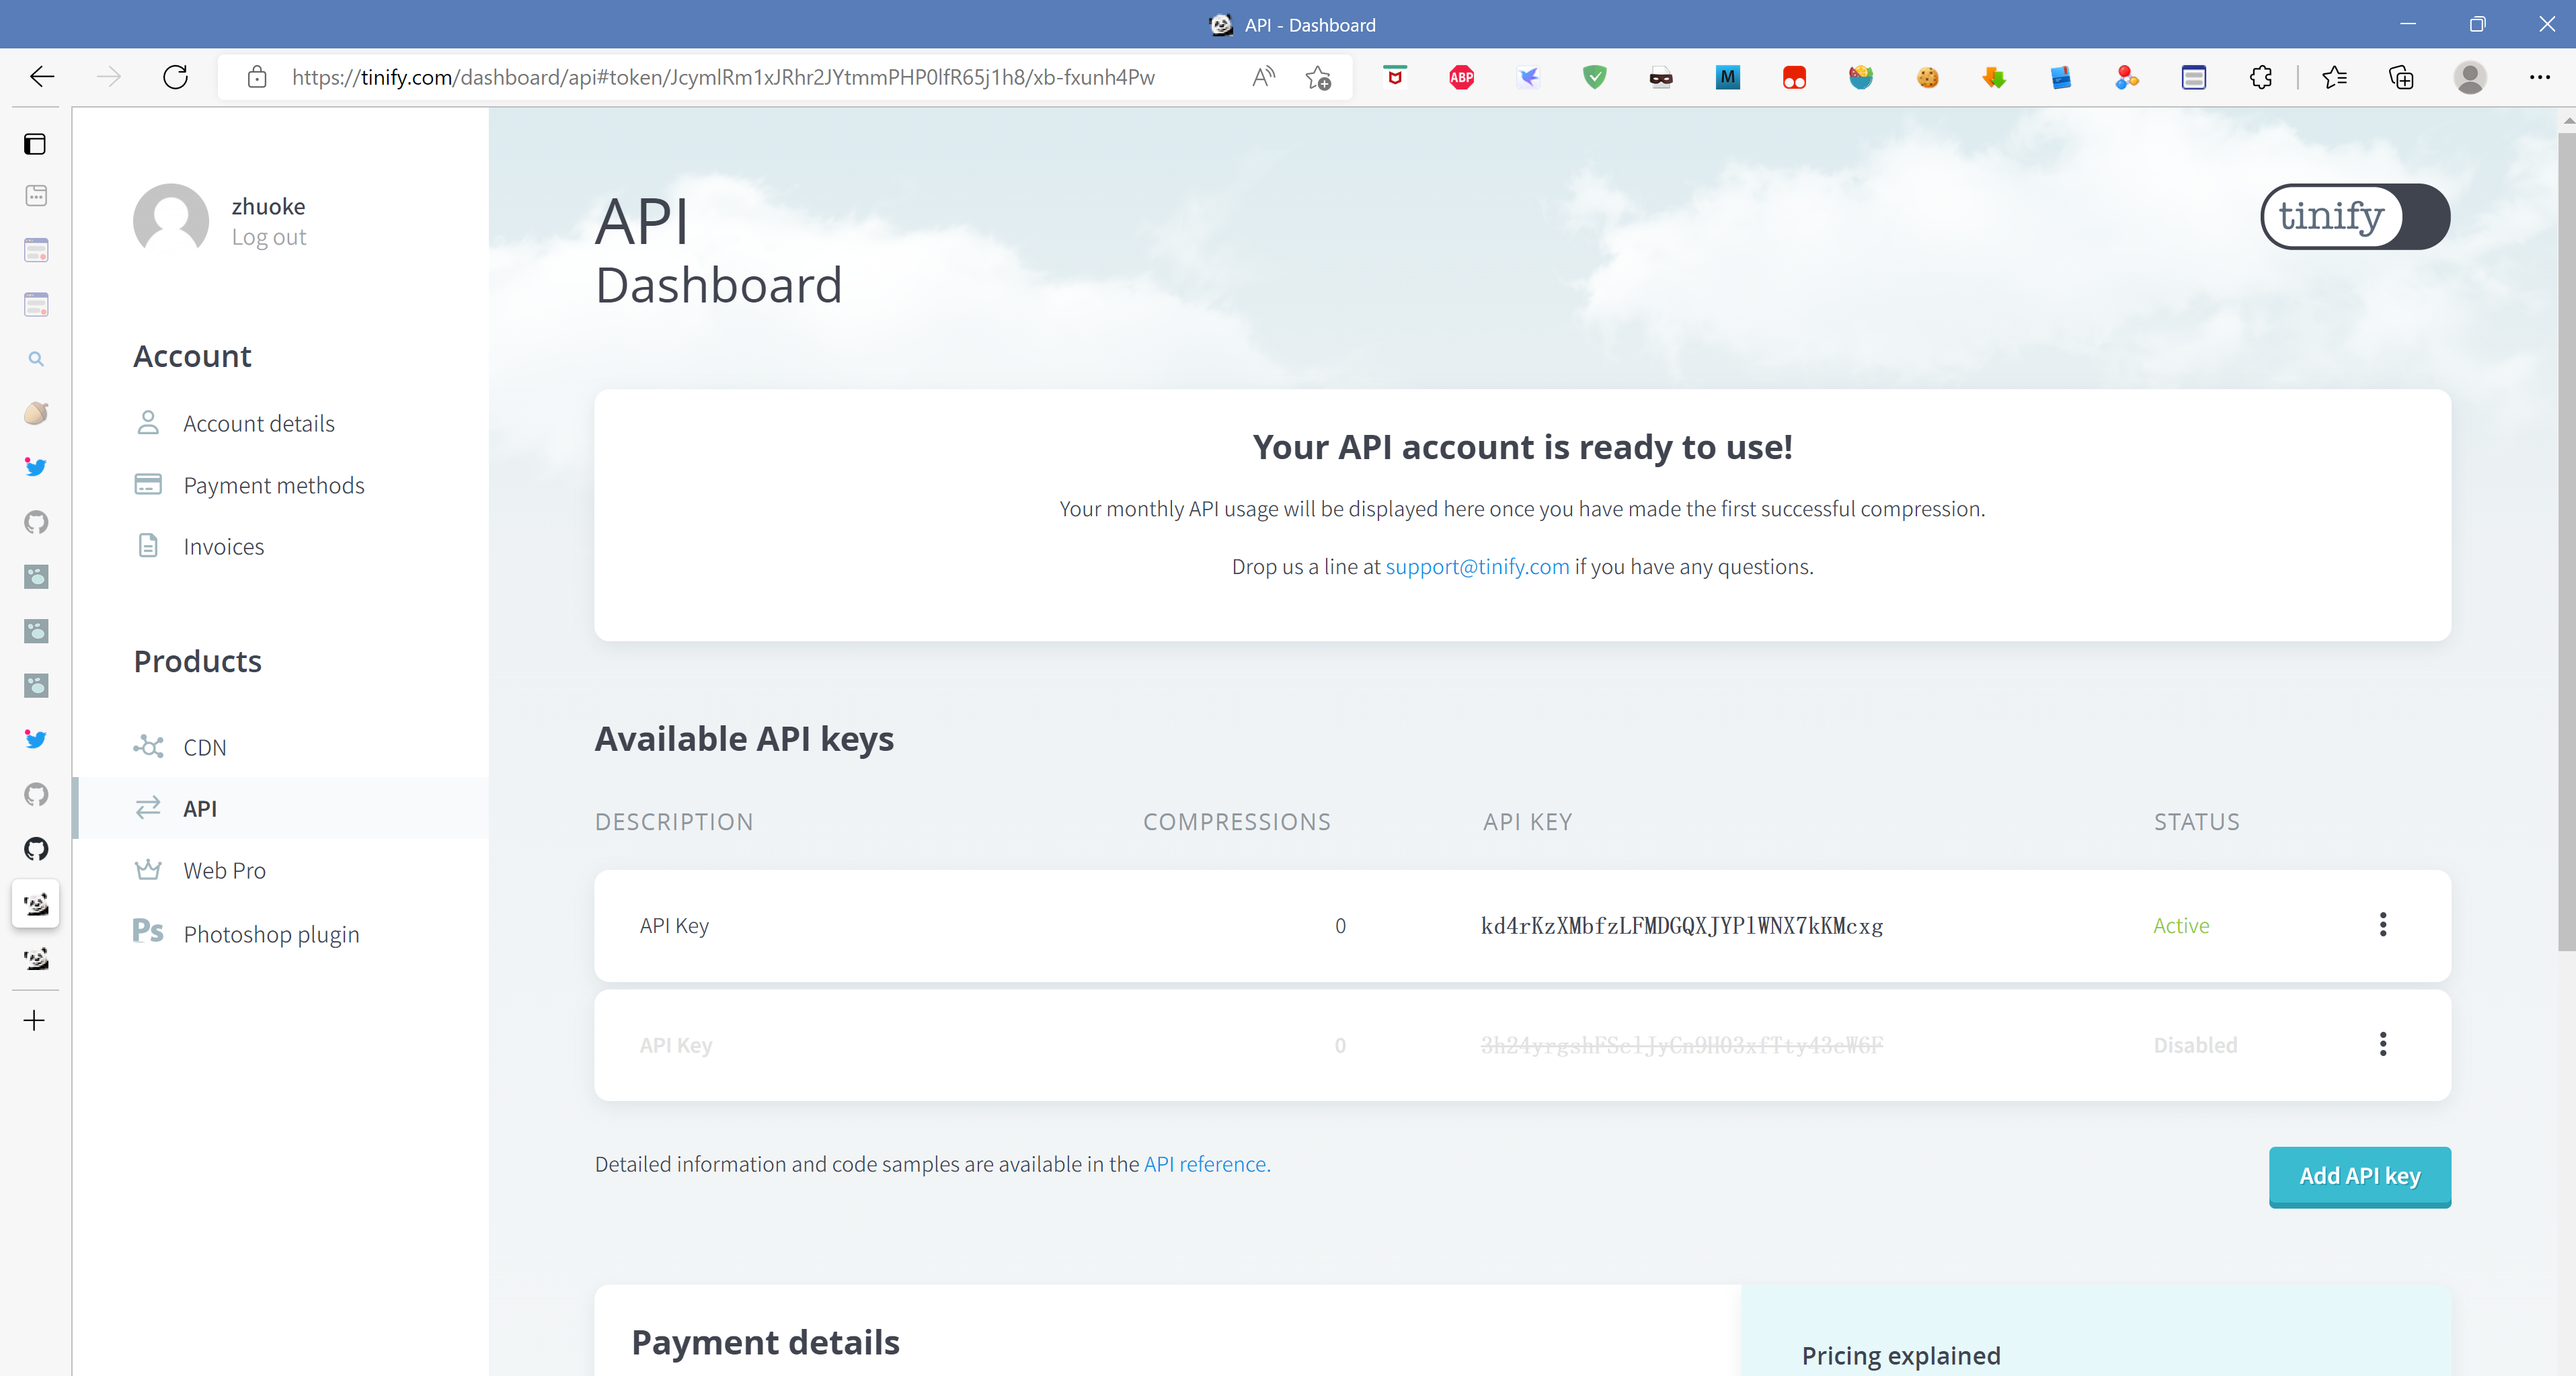 API - Dashboard
https://tinify.com/dashboard/api#token/JcymlRm1xJRhr2JYtmmPHP0lfR65j1h8/xb-fxunh4Pw
ABP
M
zhuoke
Log out
API
Dashboard
tinify
Account
Account details
Payment methods
Invoices
Your API account is ready to use!
Your monthly API usage will be displayed here once you have made the first successful compression.
Drop us a line at support@tinify.com if you have any questions.
Products
CDN
API
Web Pro
Ps Photoshop plugin
Available API keys
DESCRIPTION COMPRESSIONS API KEY STATUS
API Key 0 kd4rKzXMbfzLFMDGQXJYPlWNX7kKMcxg Active
API Key 0 3h24yrgshFSclJyCn9H03xfTty43cW6F Disabled
Detailed information and code samples are available in the API reference.
Add API key
Payment details
Pricing explained